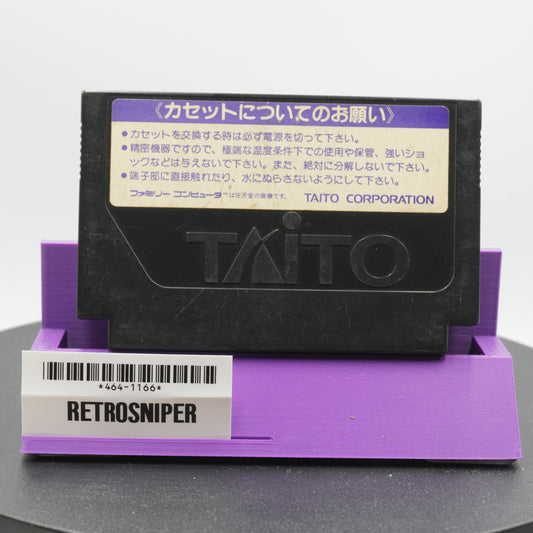 《カセットについてのお願い》
●カセットを交換する時は必ず電源を切って下さい。
●精密機器ですので、極端な温度条件下での使用や保管、強いショ
ックなどは与えないで下さい。また、絶対に分解しないで下さい。
●端子部に直接触れたり、水にぬらさないようにして下さい。
ファミリー コンピュータ™は任天堂の商標です。 TAITO CORPORATION
TAITO
*464-1166*
RETROSNIPER